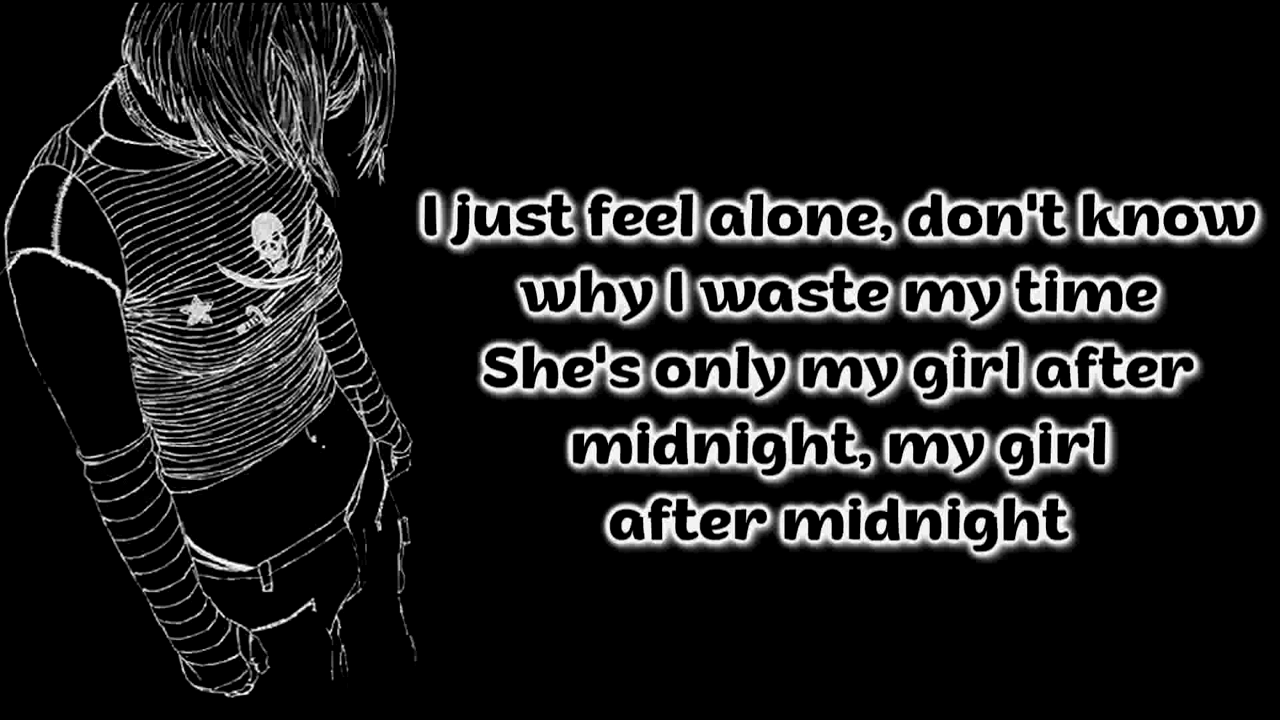 I just feel alone, don't know
why I waste my time
She's only my girl after
midnight, my girl
after midnight